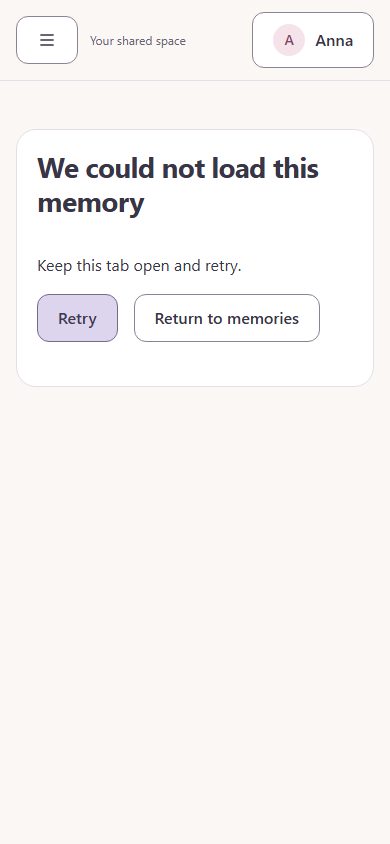 Your shared space
A
Anna
We could not load this
memory
Keep this tab open and retry.
Retry
Return to memories